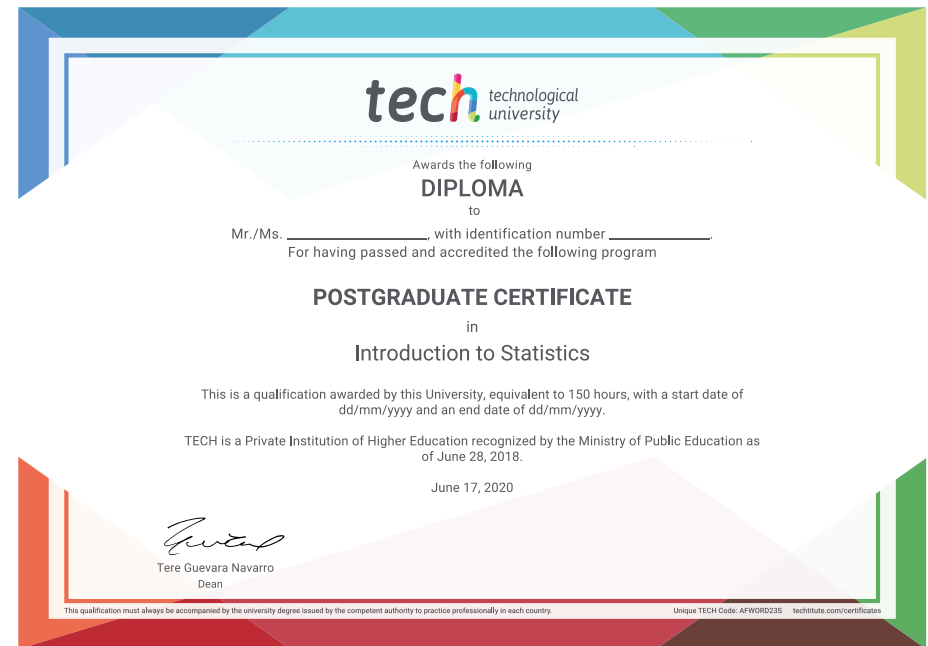 tech technological
university
Awards the following
DIPLOMA
to
Mr./Ms. ____________________, with identification number ______________.
For having passed and accredited the following program
POSTGRADUATE CERTIFICATE
in
Introduction to Statistics
This is a qualification awarded by this University, equivalent to 150 hours, with a start date of
dd/mm/yyyy and an end date of dd/mm/yyyy.
TECH is a Private Institution of Higher Education recognized by the Ministry of Public Education as
of June 28, 2018.
June 17, 2020
Tere Guevara Navarro
Dean
This qualification must always be accompanied by the university degree issued by the competent authority to practice professionally in each country. Unique TECH Code: AFWORD23S techtitute.com/certificates